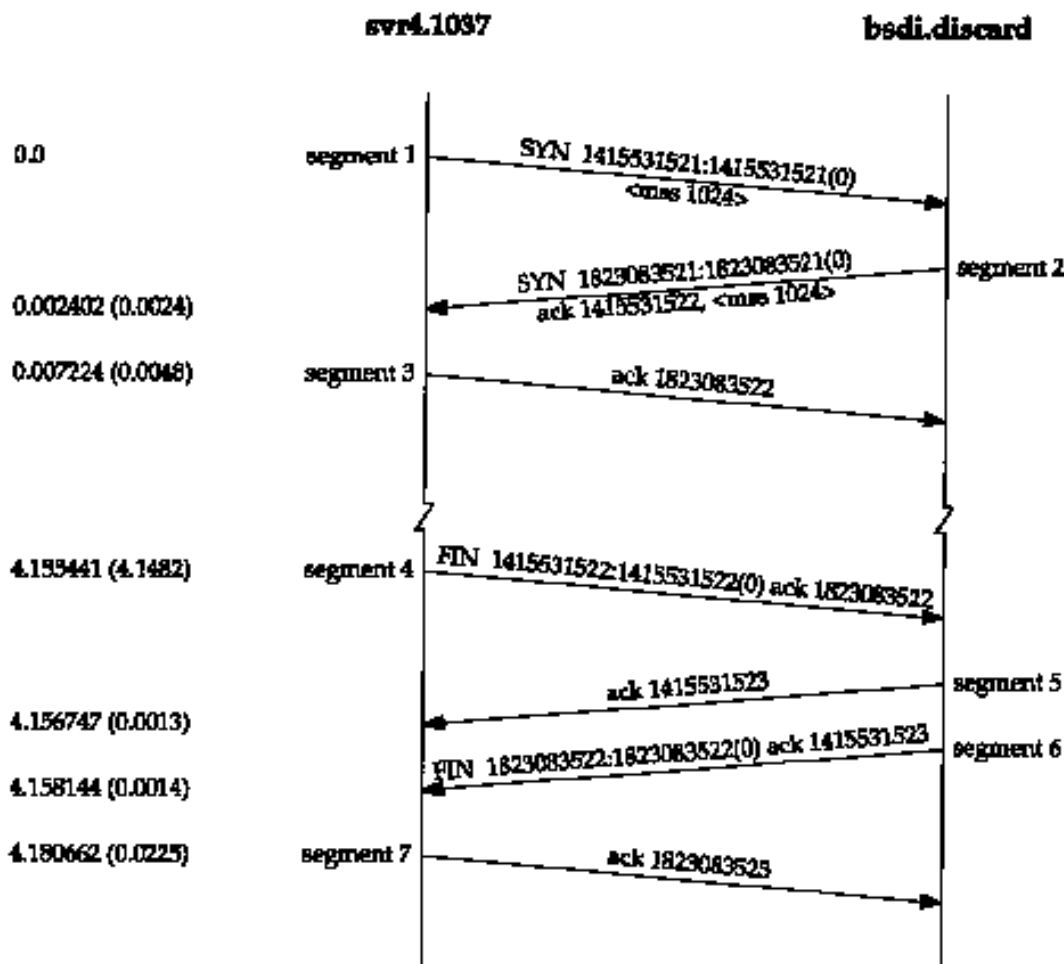 svr4.1037 bsdi.discard
0.0 segment 1 SYN 1415531521:1415531521(0)
<mss 1024>
SYN 1823083521:1823083521(0) segment 2
0.002402 (0.0024) ack 1415531522, <mss 1024>
0.007224 (0.0048) segment 3 ack 1823083522
4.155441 (4.1482) segment 4 FIN 1415531522:1415531522(0) ack 1823083522
ack 1415531523 segment 5
4.156747 (0.0013)
FIN 1823083522:1823083522(0) ack 1415531523 segment 6
4.158144 (0.0014)
4.180662 (0.0225) segment 7 ack 1823083523